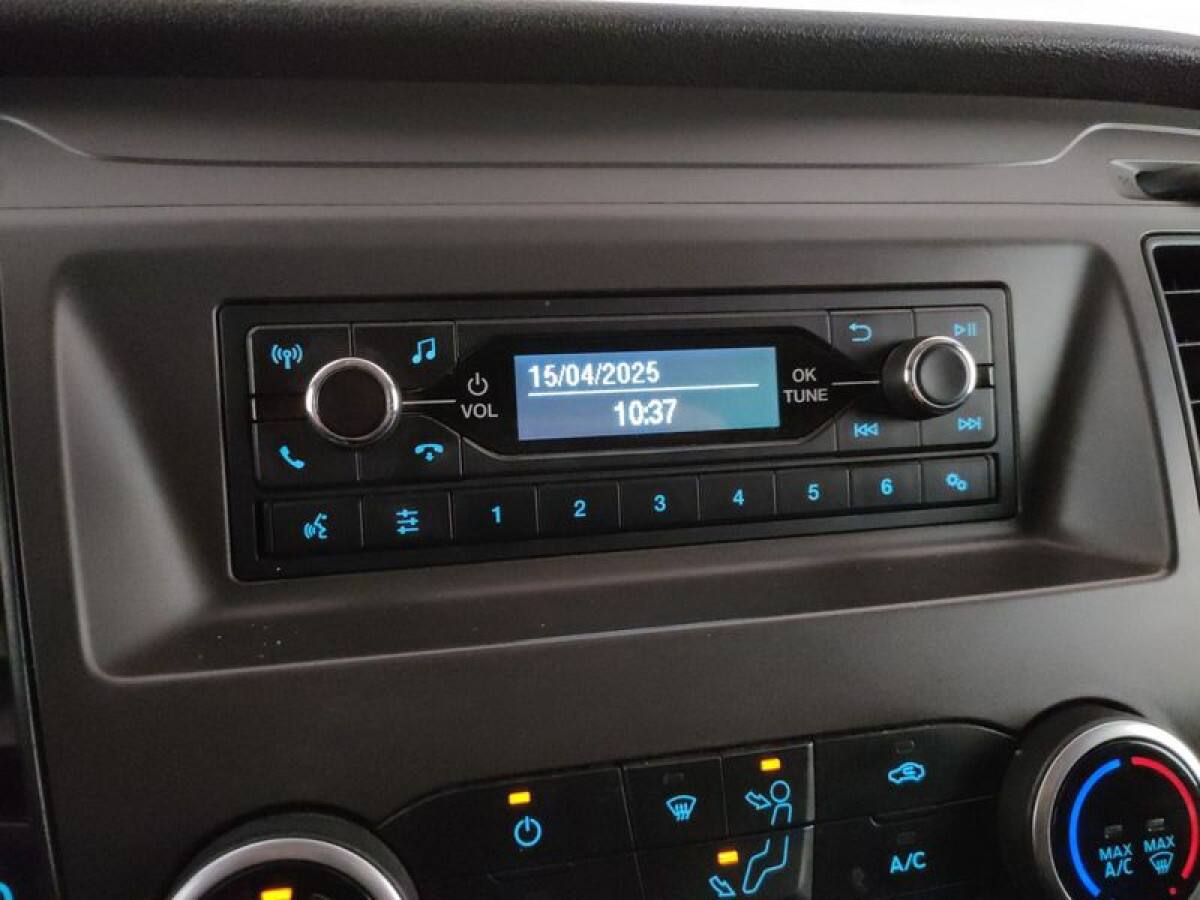 15/04/2025
10:37
VOL
OK
TUNE
1 2 3 4 5 6
A/C
MAX
A/C
MAX